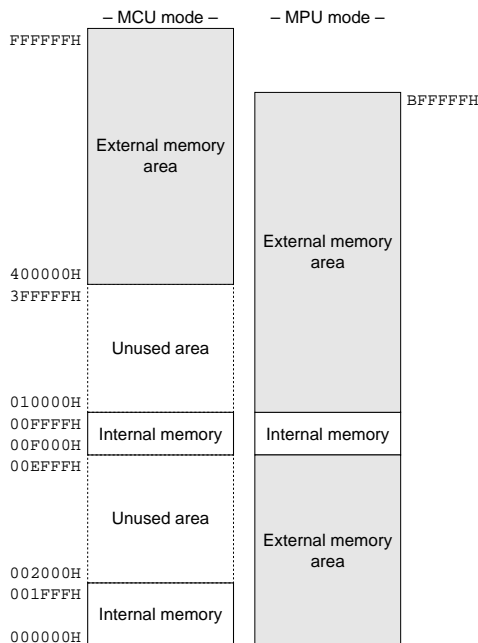 – MCU mode –
– MPU mode –
FFFFFFH
BFFFFFH
External memory
area
External memory
area
400000H
3FFFFFH
Unused area
010000H
00FFFFH
Internal memory
Internal memory
00F000H
00EFFFH
Unused area
External memory
area
002000H
001FFFH
Internal memory
000000H